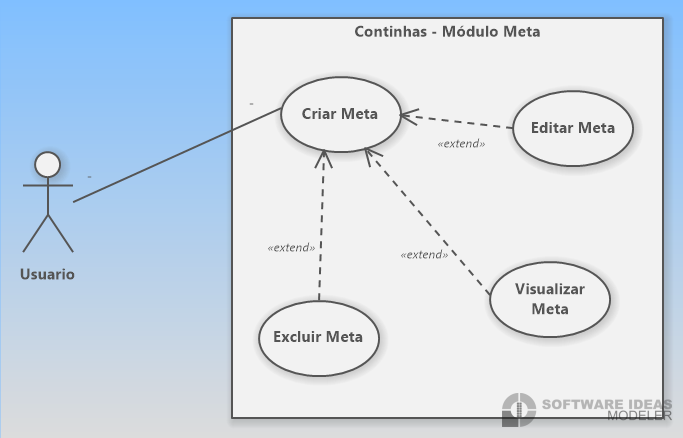 Continhas - Módulo Meta
Criar Meta
Editar Meta
«extend»
Usuario
«extend»
«extend»
Visualizar
Meta
Excluir Meta
SOFTWARE IDEAS
MODELER